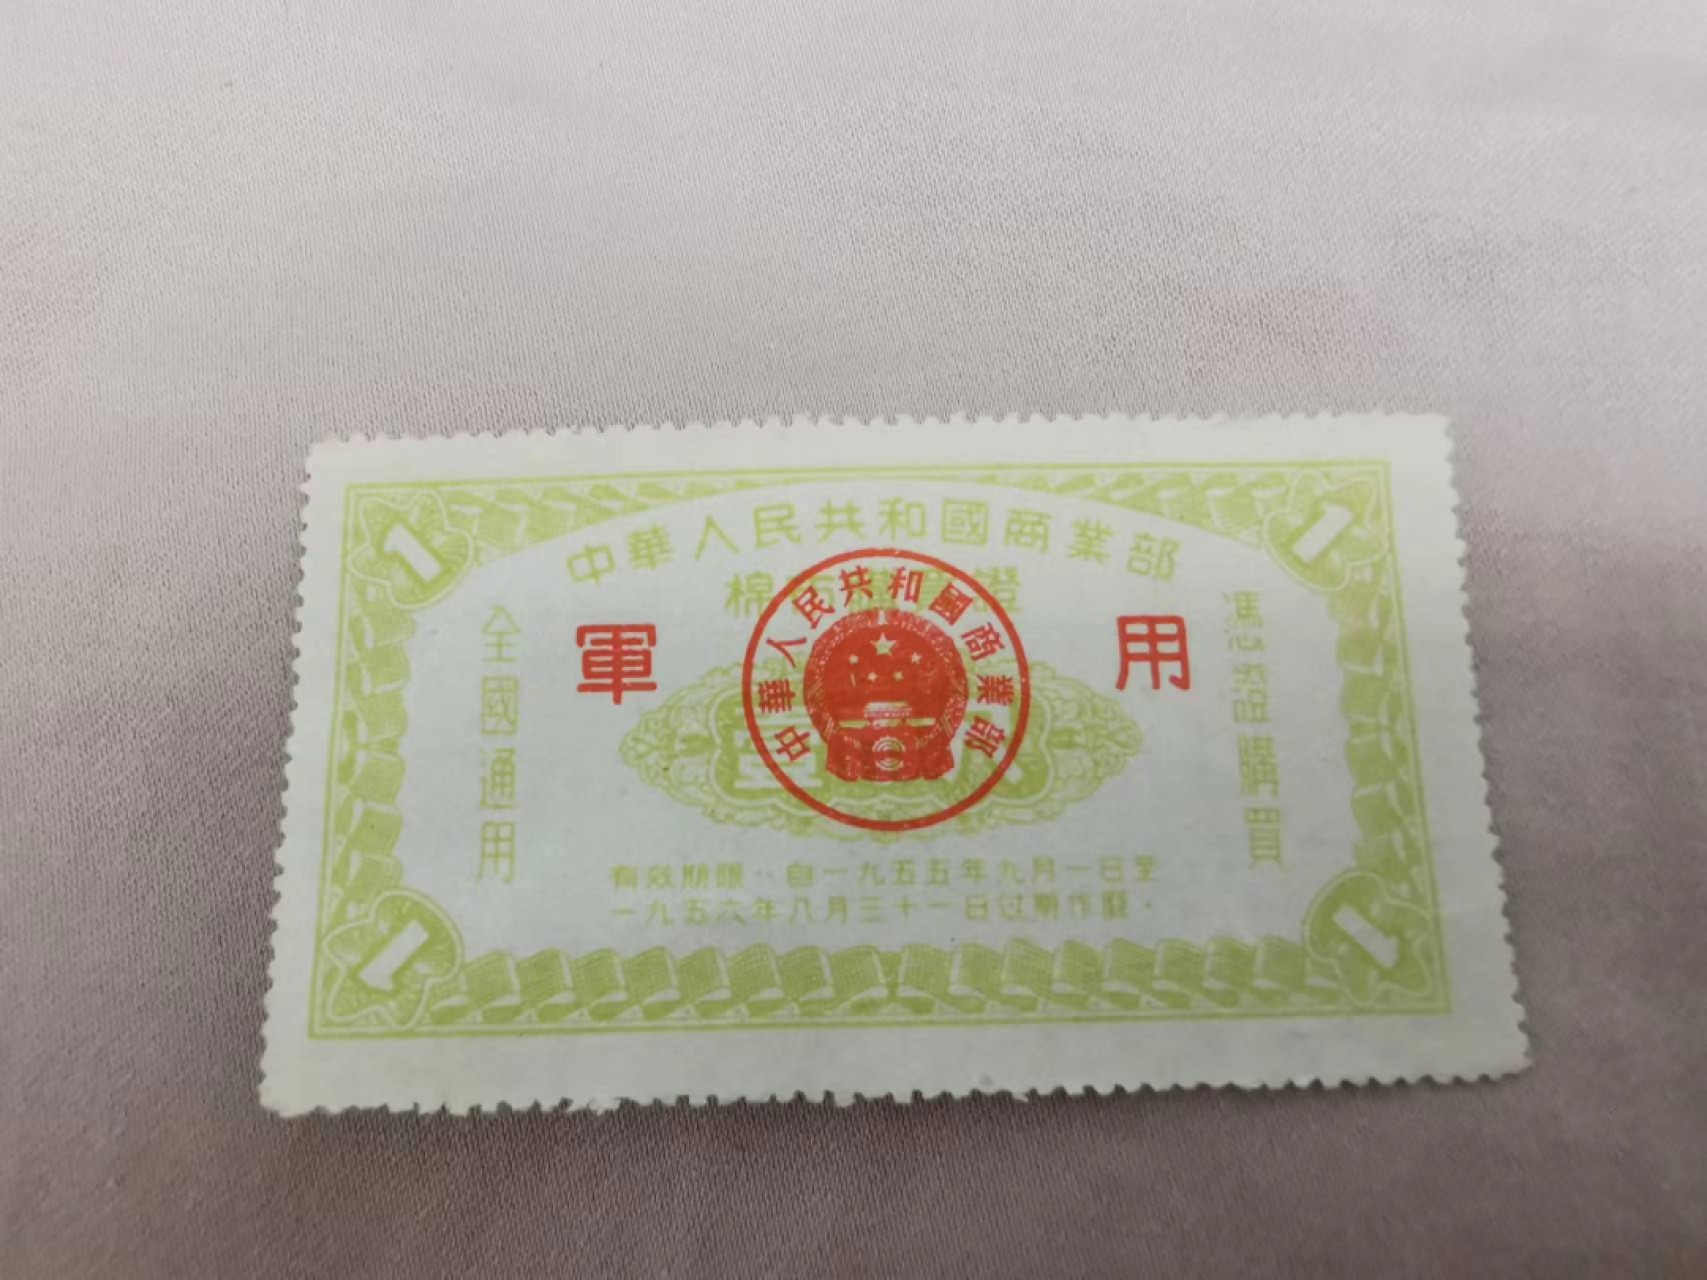 1
1
中華人民共和國商業部
棉布購買證
全國通用
軍
用
憑證購買
中華人民共和國商業部
有效期限：自一九五五年九月一日至
一九五六年八月三十一日过期作廢．
1
1